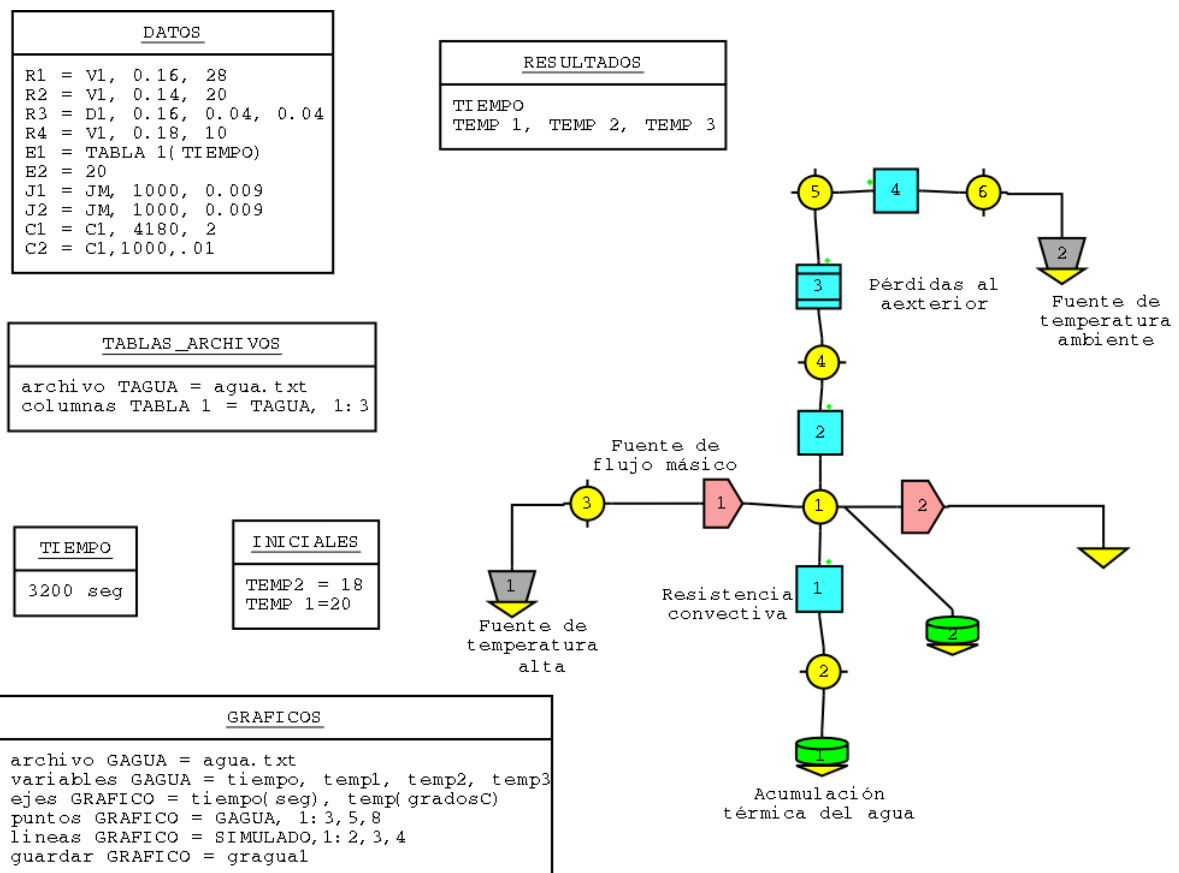 DATOS
R1 = V1, 0.16, 28
R2 = V1, 0.14, 20
R3 = D1, 0.16, 0.04, 0.04
R4 = V1, 0.18, 10
E1 = TABLA 1(TIEMPO)
E2 = 20
J1 = JM, 1000, 0.009
J2 = JM, 1000, 0.009
C1 = C1, 4180, 2
C2 = C1,1000,.01
RESULTADOS
TIEMPO
TEMP 1, TEMP 2, TEMP 3
TABLAS_ARCHIVOS
archivo TAGUA = agua.txt
columnas TABLA 1 = TAGUA, 1:3
TIEMPO
3200 seg
INICIALES
TEMP2 = 18
TEMP 1=20
GRAFICOS
archivo GAGUA = agua.txt
variables GAGUA = tiempo, temp1, temp2, temp3
ejes GRAFICO = tiempo(seg), temp(gradosC)
puntos GRAFICO = GAGUA, 1:3,5,8
lineas GRAFICO = SIMULADO,1:2,3,4
guardar GRAFICO = gragua1
5
4
6
2
3
Pérdidas al
aexterior
Fuente de
temperatura
ambiente
4
2
Fuente de
flujo másico
3
1
1
2
1
Fuente de
temperatura
alta
Resistencia
convectiva
1
2
2
1
Acumulación
térmica del agua